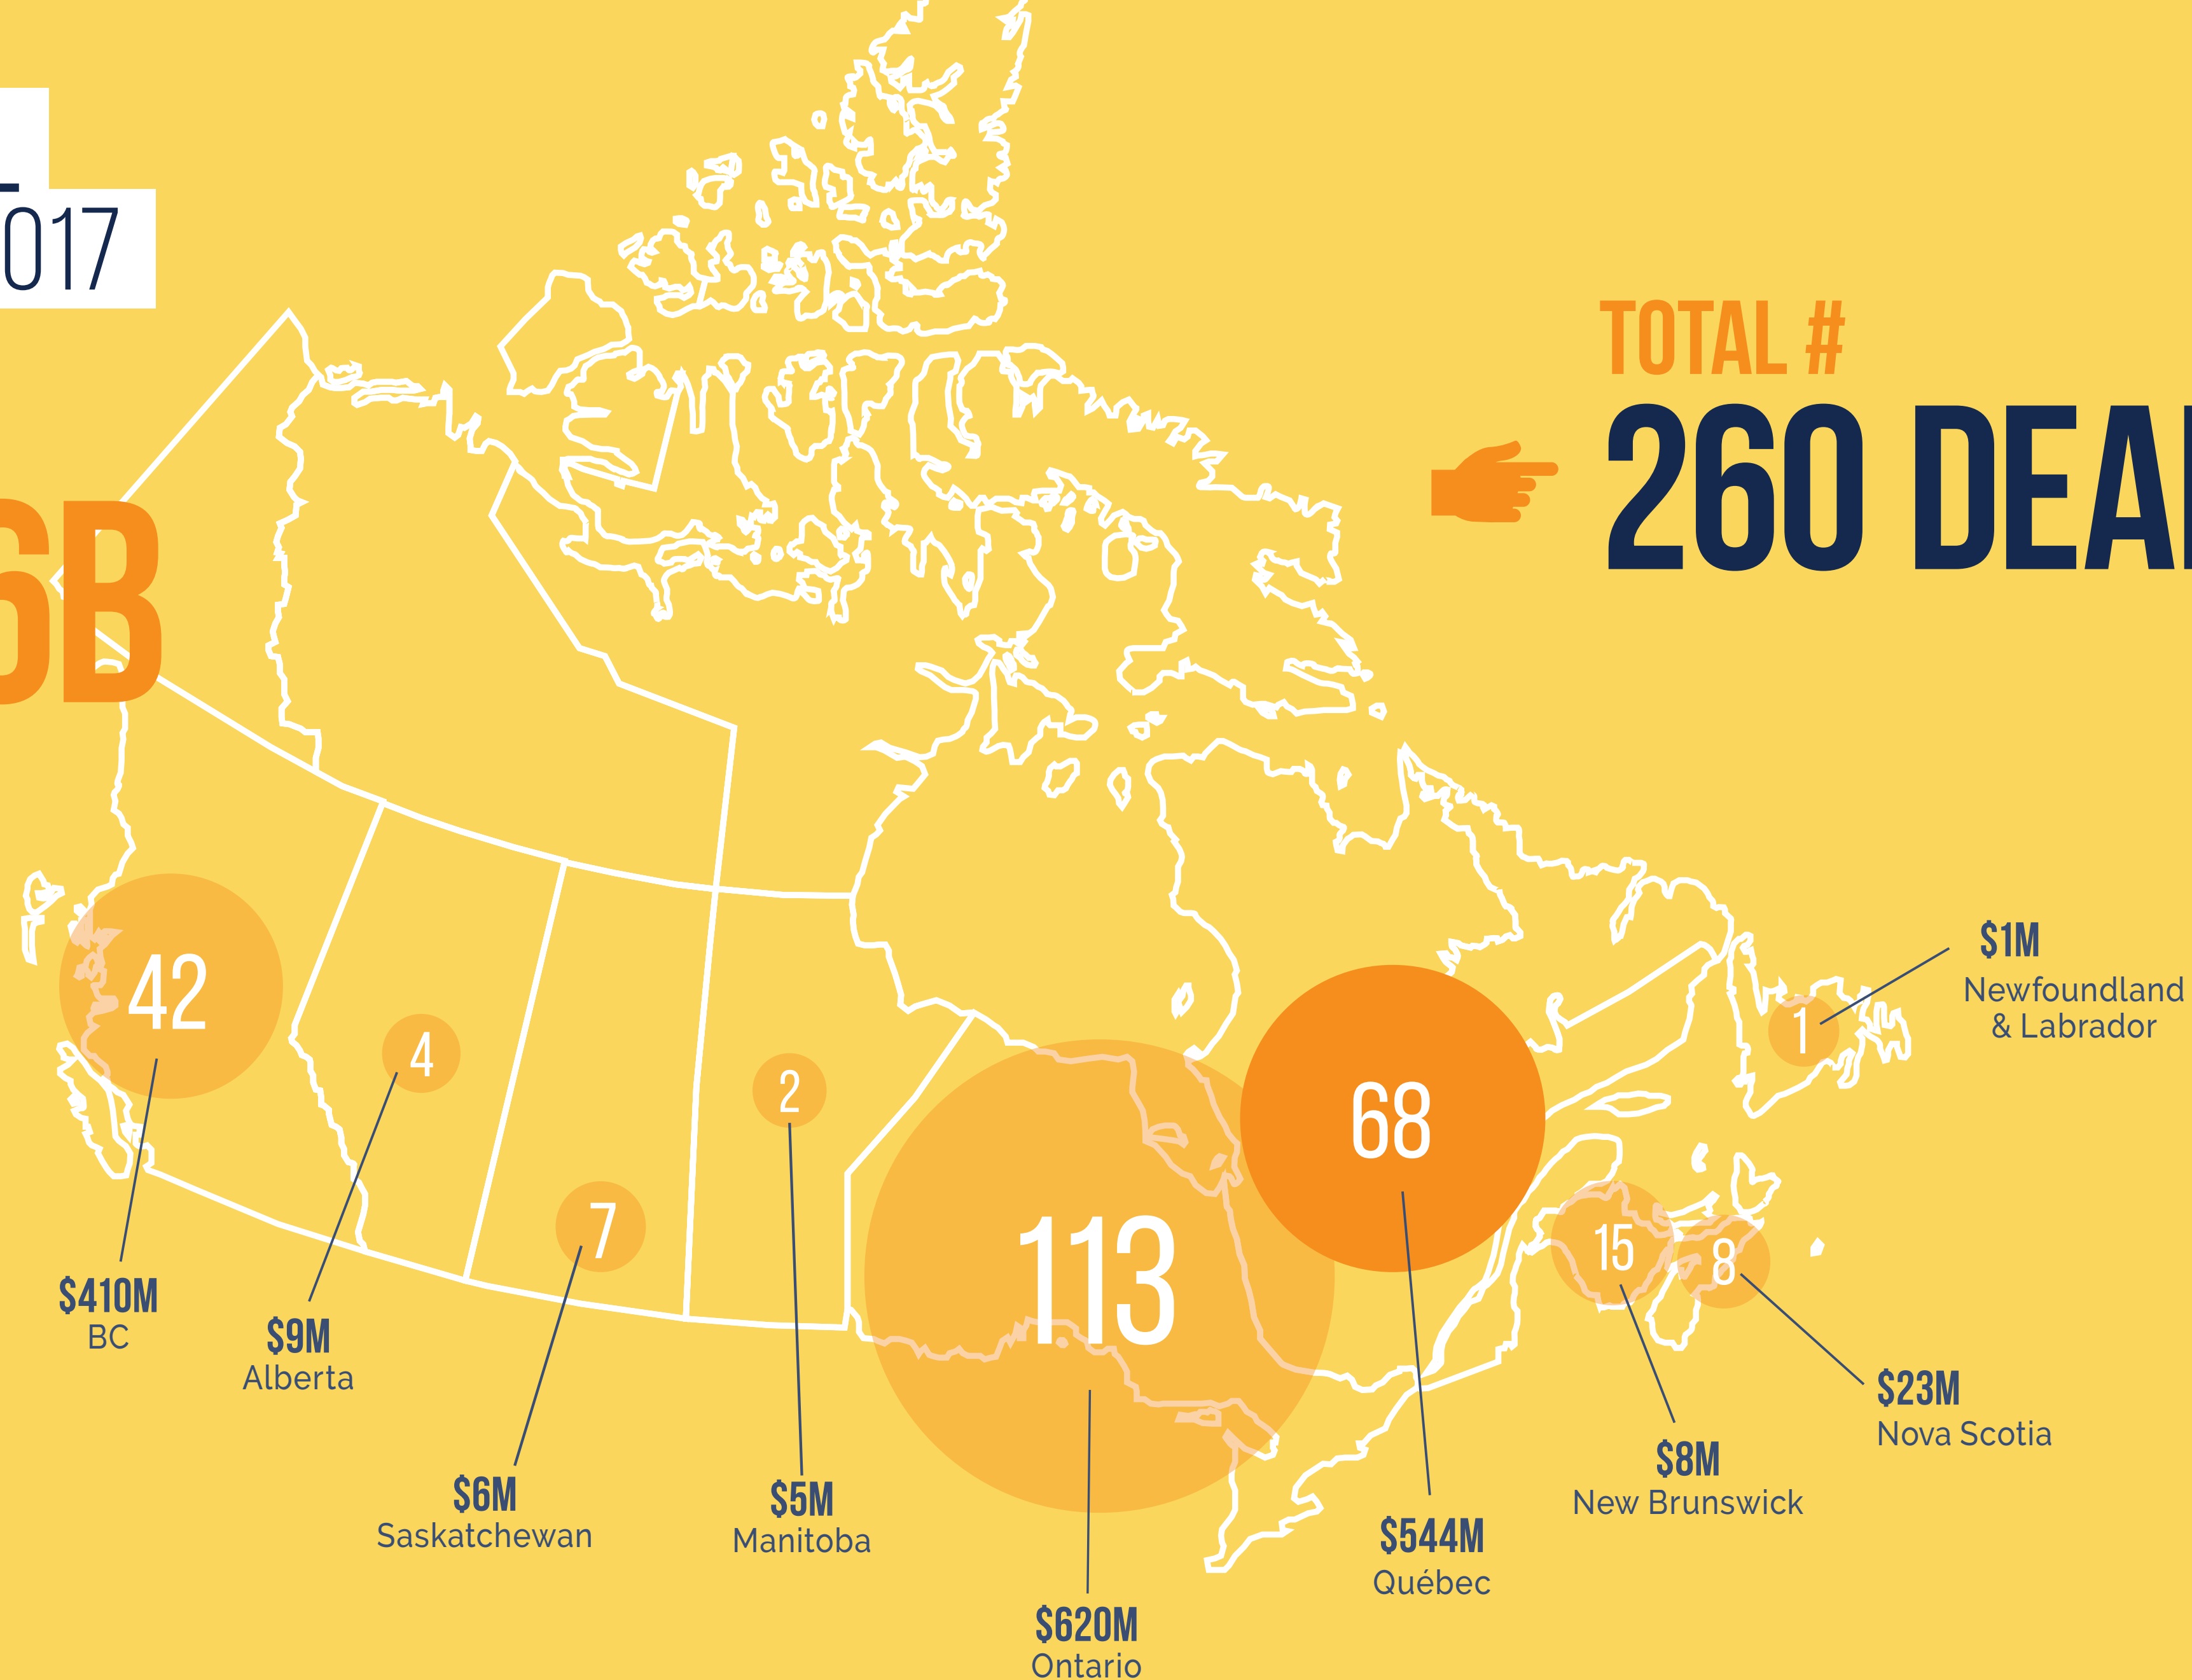 017
6B
TOTAL #
260 DEAL
42
4
7
2
113
68
15
8
1
$1M
Newfoundland
& Labrador
$410M
BC
$9M
Alberta
$6M
Saskatchewan
$5M
Manitoba
$620M
Ontario
$544M
Québec
$8M
New Brunswick
$23M
Nova Scotia